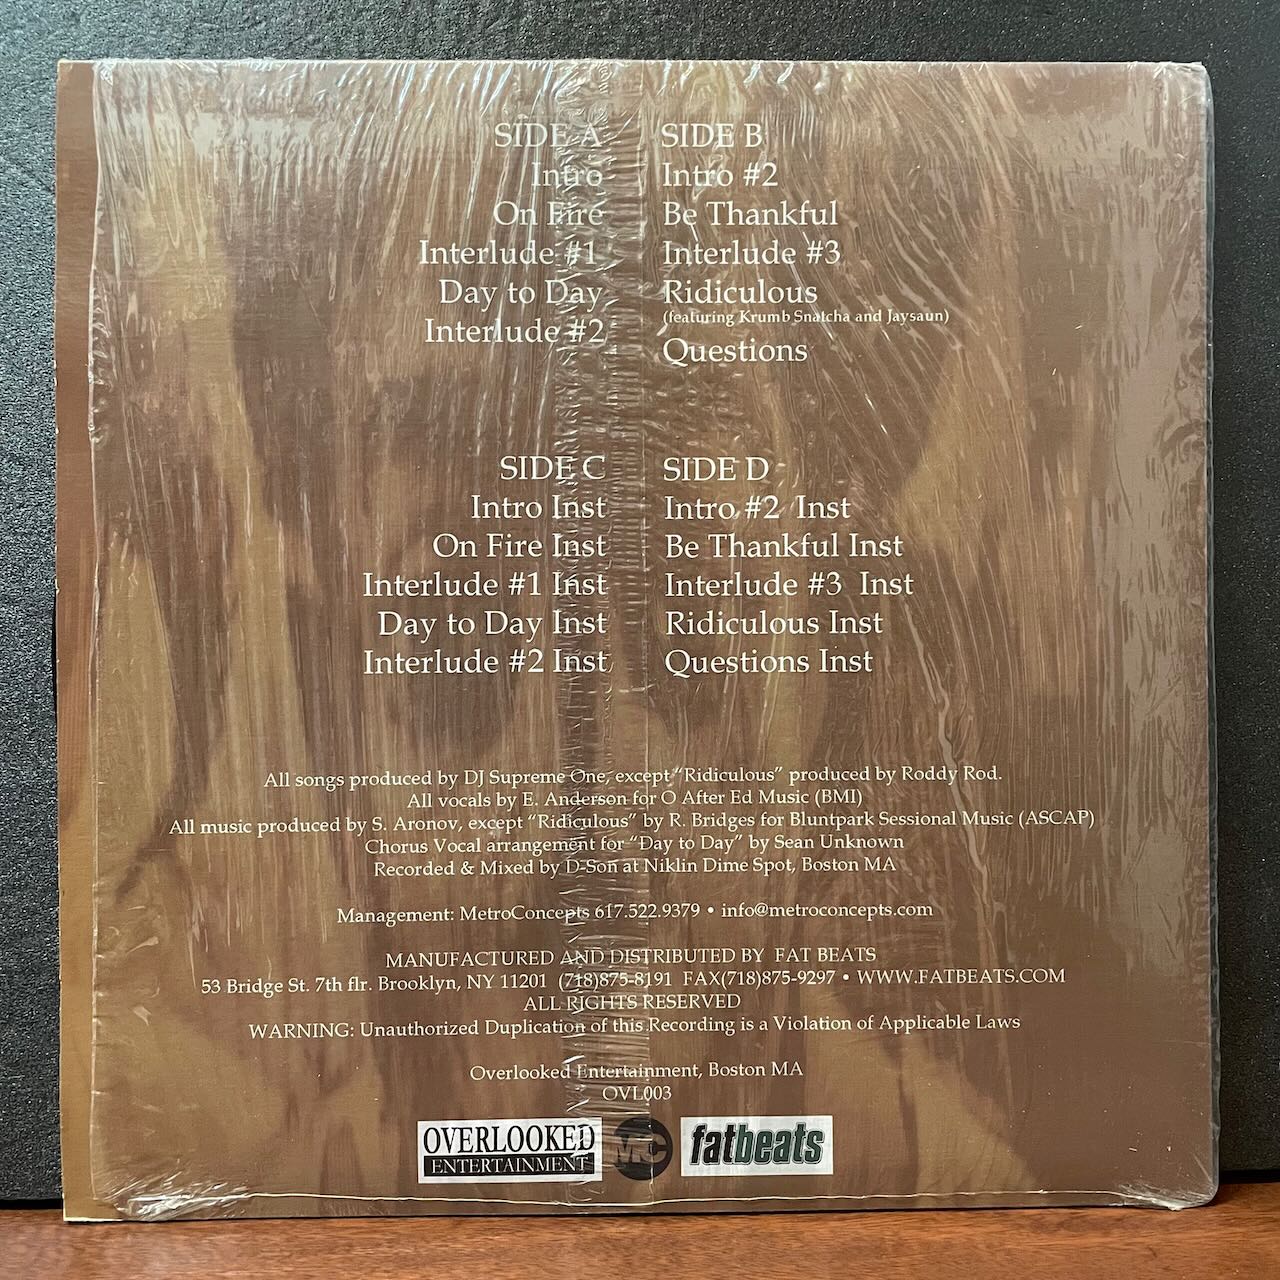 SIDE A
Intro
On Fire
Interlude #1
Day to Day
Interlude #2
SIDE B
Intro #2
Be Thankful
Interlude #3
Ridiculous
(featuring Krumb Snatcha and Jaysaun)
Questions
SIDE C
Intro Inst
On Fire Inst
Interlude #1 Inst
Day to Day Inst
Interlude #2 Inst
SIDE D
Intro #2 Inst
Be Thankful Inst
Interlude #3 Inst
Ridiculous Inst
Questions Inst
All songs produced by DJ Supreme One, except "Ridiculous" produced by Roddy Rod.
All vocals by E. Anderson for O After Ed Music (BMI)
All music produced by S. Aronov, except "Ridiculous" by R. Bridges for Bluntpark Sessional Music (ASCAP)
Chorus Vocal arrangement for "Day to Day" by Sean Unknown
Recorded & Mixed by D-Son at Niklin Dime Spot, Boston MA
Management: MetroConcepts 617.522.9379 • info@metroconcepts.com
MANUFACTURED AND DISTRIBUTED BY FAT BEATS
53 Bridge St. 7th flr. Brooklyn, NY 11201 (718)875-8191 FAX(718)875-9297 • WWW.FATBEATS.COM
ALL RIGHTS RESERVED
WARNING: Unauthorized Duplication of this Recording is a Violation of Applicable Laws
Overlooked Entertainment, Boston MA
OVL003
OVERLOOKED
ENTERTAINMENT
MC
fatbeats